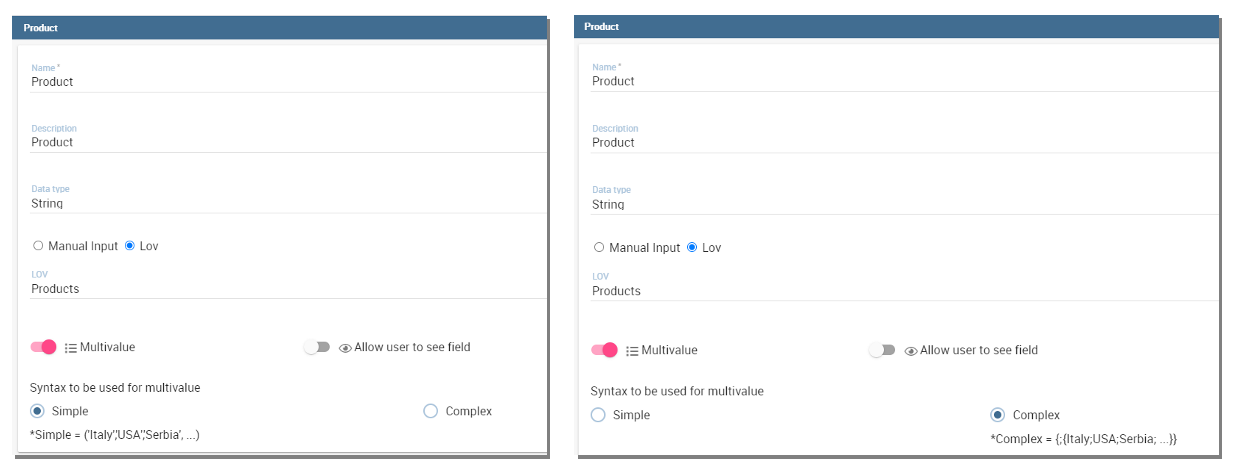 Product
Name *
Product
Description
Product
Data type
String
Manual Input Lov
LOV
Products
Multivalue Allow user to see field
Syntax to be used for multivalue
Simple Complex
*Simple = ('Italy','USA','Serbia', ...)
Product
Name *
Product
Description
Product
Data type
String
Manual Input Lov
LOV
Products
Multivalue Allow user to see field
Syntax to be used for multivalue
Simple Complex
*Complex = {;{Italy;USA;Serbia; ...}}